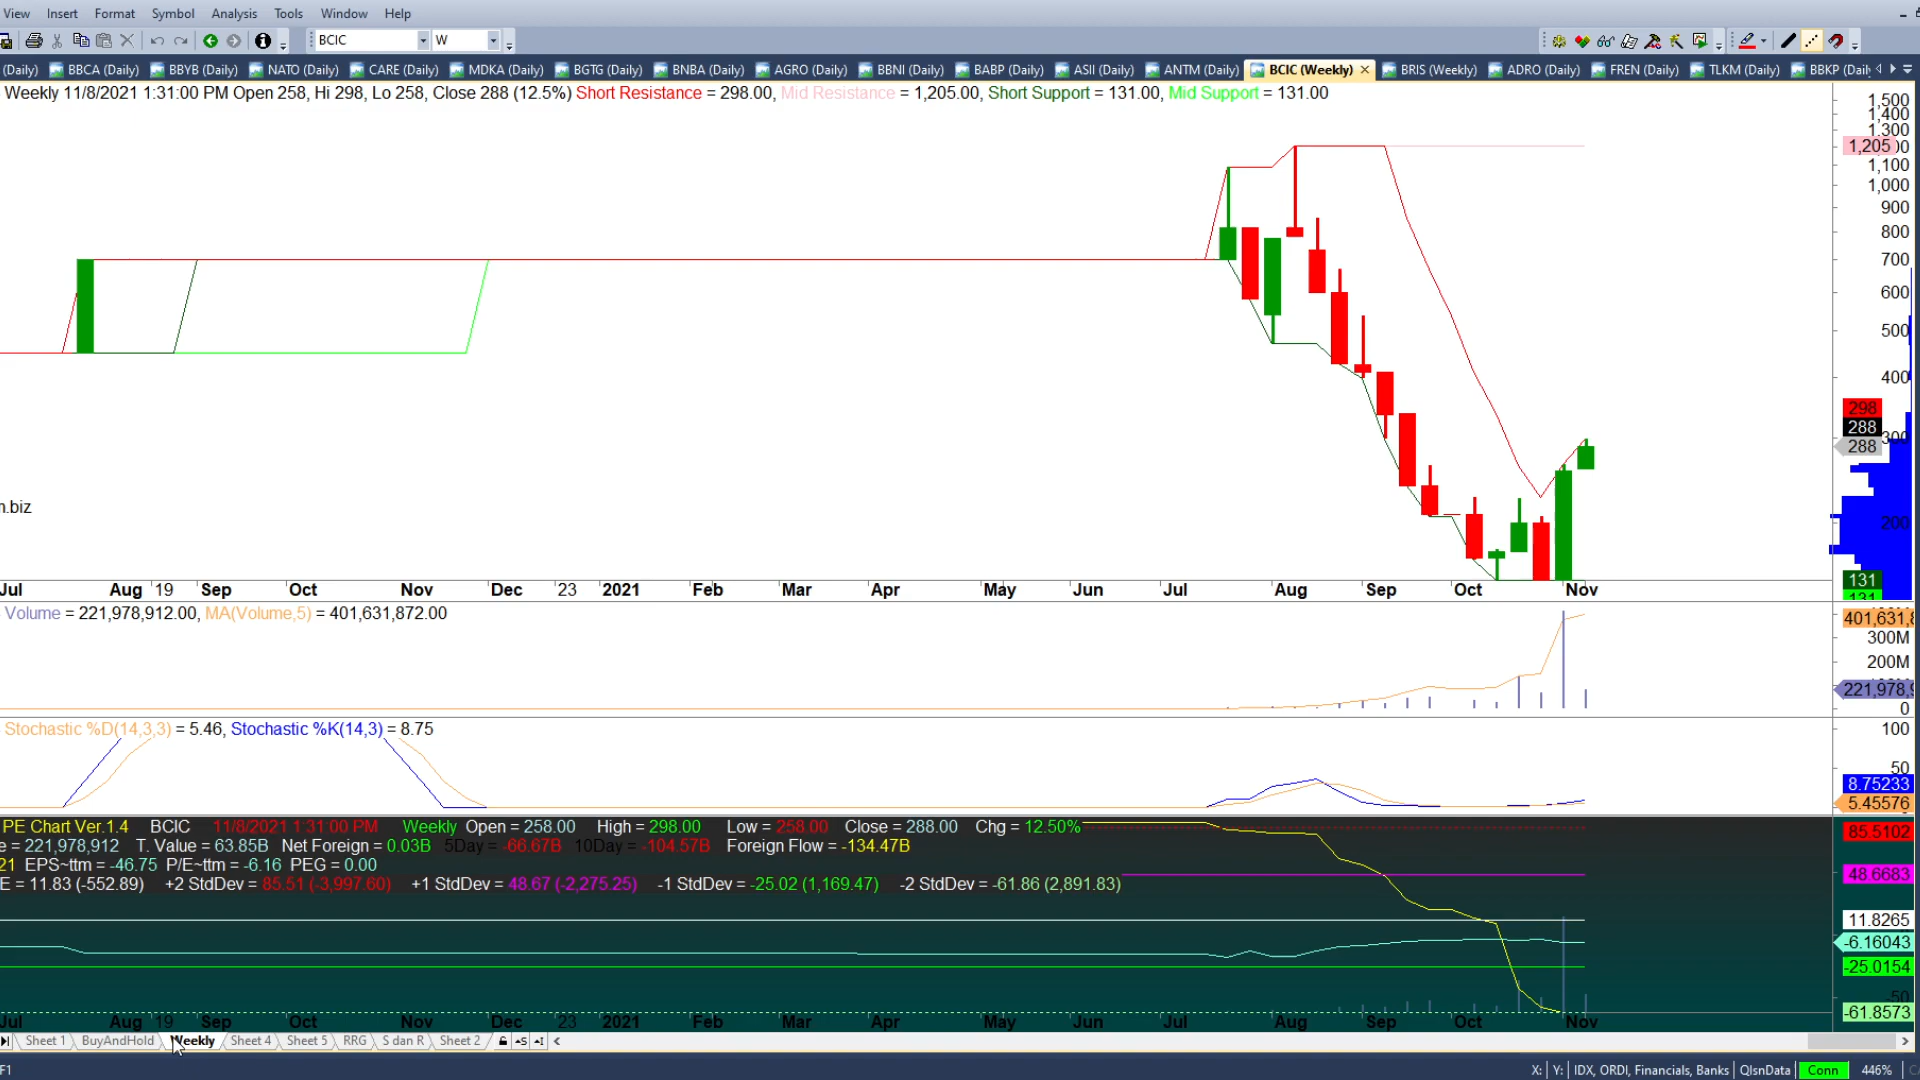 View Insert Format Symbol Analysis Tools Window Help
BCIC W
(Daily) BBCA (Daily) BBYB (Daily) NATO (Daily) CARE (Daily) MDKA (Daily) BGTG (Daily) BNBA (Daily) AGRO (Daily) BBNI (Daily) BABP (Daily) ASII (Daily) ANTM (Daily) BCIC (Weekly) BRIS (Weekly) ADRO (Daily) FREN (Daily) TLKM (Daily) BBKP (Daily
Weekly 11/8/2021 1:31:00 PM Open 258, Hi 298, Lo 258, Close 288 (12.5%) Short Resistance = 298.00, Mid Resistance = 1,205.00, Short Support = 131.00, Mid Support = 131.00
1,500
1,400
1,300
1,205
1,100
1,000
900
800
700
600
500
400
298
288
300
288
n.biz
200
131
131
Jul Aug 19 Sep Oct Nov Dec 23 2021 Feb Mar Apr May Jun Jul Aug Sep Oct Nov
Volume = 221,978,912.00, MA(Volume,5) = 401,631,872.00
401,631,8
300M
200M
221,978,9
0
Stochastic %D(14,3,3) = 5.46, Stochastic %K(14,3) = 8.75
100
50
8.75233
5.45576
PE Chart Ver.1.4 BCIC 11/8/2021 1:31:00 PM Weekly Open = 258.00 High = 298.00 Low = 258.00 Close = 288.00 Chg = 12.50%
85.5102
e = 221,978,912 T. Value = 63.85B Net Foreign = 0.03B 5Day = -66.67B 10Day = -104.57B Foreign Flow = -134.47B
21 EPS~ttm = -46.75 P/E~ttm = -6.16 PEG = 0.00
48.6683
E = 11.83 (-552.89) +2 StdDev = 85.51 (-3,997.60) +1 StdDev = 48.67 (-2,275.25) -1 StdDev = -25.02 (1,169.47) -2 StdDev = -61.86 (2,891.83)
11.8265
-6.16043
-25.0154
-50
-61.8573
Jul Aug 19 Sep Oct Nov Dec 23 2021 Feb Mar Apr May Jun Jul Aug Sep Oct Nov
Sheet 1 BuyAndHold Weekly Sheet 4 Sheet 5 RRG S dan R Sheet 2
F1 X: Y: IDX, ORDI, Financials, Banks QlsnData Conn 446%